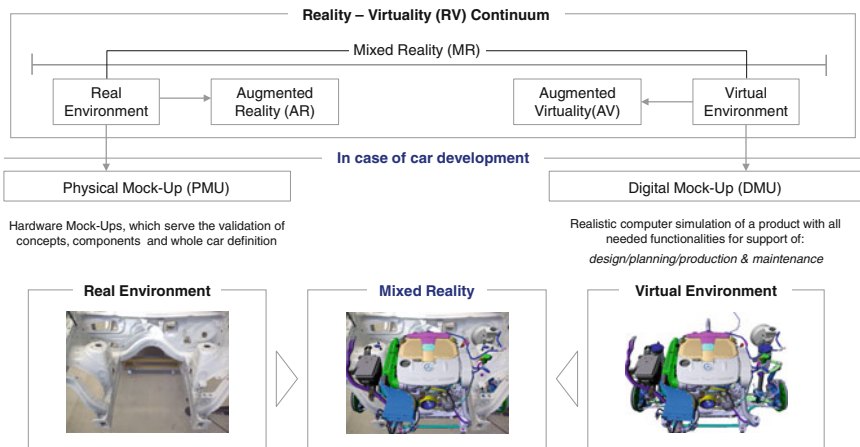 Reality – Virtuality (RV) Continuum
Mixed Reality (MR)
Real
Environment
Augmented
Reality (AR)
Augmented
Virtuality(AV)
Virtual
Environment
In case of car development
Physical Mock-Up (PMU)
Digital Mock-Up (DMU)
Hardware Mock-Ups, which serve the validation of
concepts, components and whole car definition
Realistic computer simulation of a product with all
needed functionalities for support of:
design/planning/production & maintenance
Real Environment
Mixed Reality
Virtual Environment